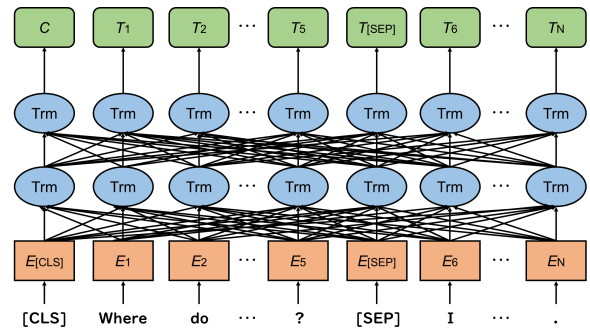 C T1 T2 ... T5 T[SEP] T6 ... TN
Trm Trm Trm ... Trm Trm Trm ... Trm
Trm Trm Trm ... Trm Trm Trm ... Trm
E[CLS] E1 E2 ... E5 E[SEP] E6 ... EN
[CLS] Where do ... ? [SEP] I ... .